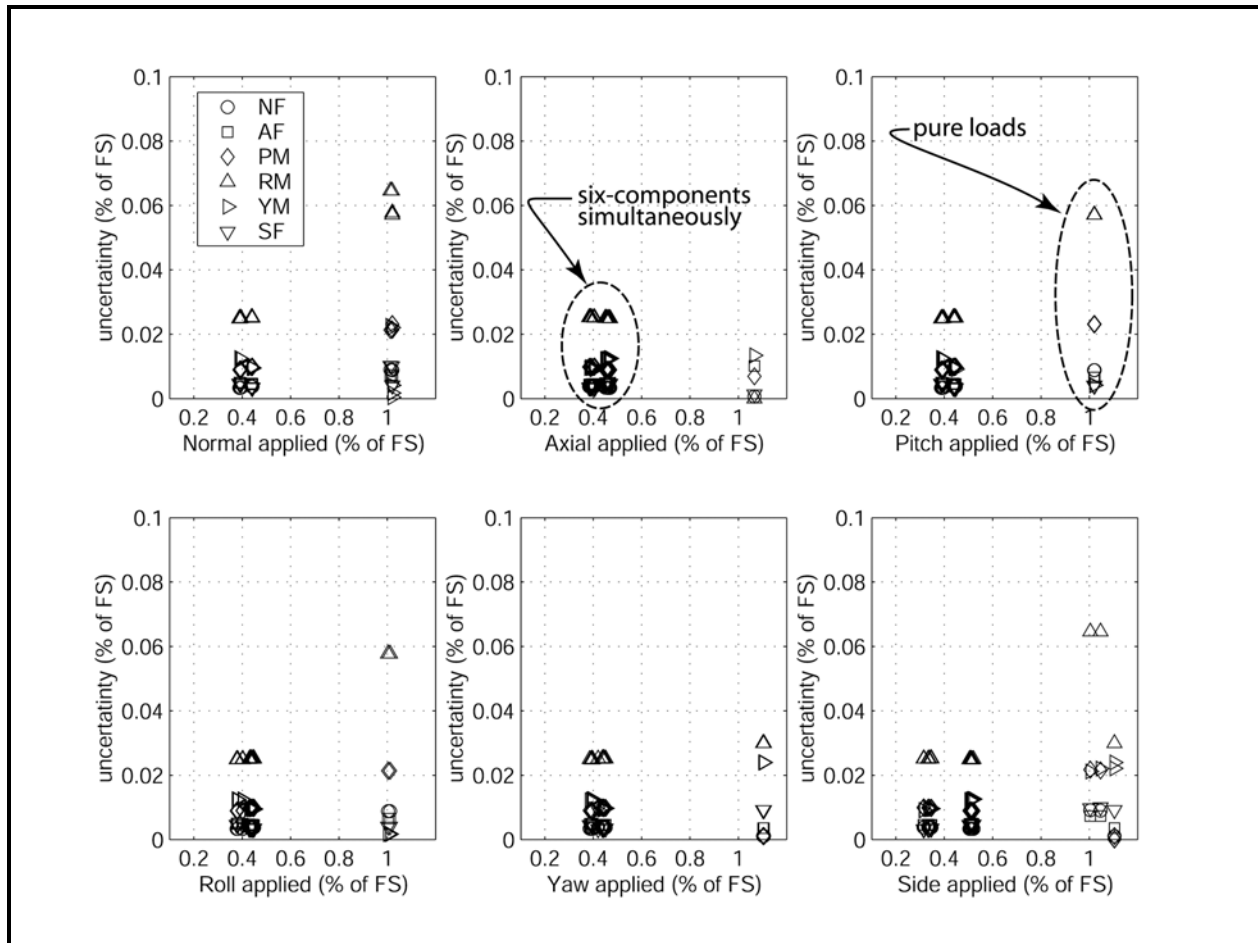 0.1
0.08
0.06
0.04
0.02
0
uncertatinty (% of FS)
NF
AF
PM
RM
YM
SF
0.2 0.4 0.6 0.8 1
Normal applied (% of FS)
0.1
0.08
0.06
0.04
0.02
0
uncertatinty (% of FS)
six-components
simultaneously
0.2 0.4 0.6 0.8 1
Axial applied (% of FS)
0.1
0.08
0.06
0.04
0.02
0
uncertatinty (% of FS)
pure loads
0.2 0.4 0.6 0.8 1
Pitch applied (% of FS)
0.1
0.08
0.06
0.04
0.02
0
uncertatinty (% of FS)
0.2 0.4 0.6 0.8 1
Roll applied (% of FS)
0.1
0.08
0.06
0.04
0.02
0
uncertatinty (% of FS)
0.2 0.4 0.6 0.8 1
Yaw applied (% of FS)
0.1
0.08
0.06
0.04
0.02
0
uncertatinty (% of FS)
0.2 0.4 0.6 0.8 1
Side applied (% of FS)